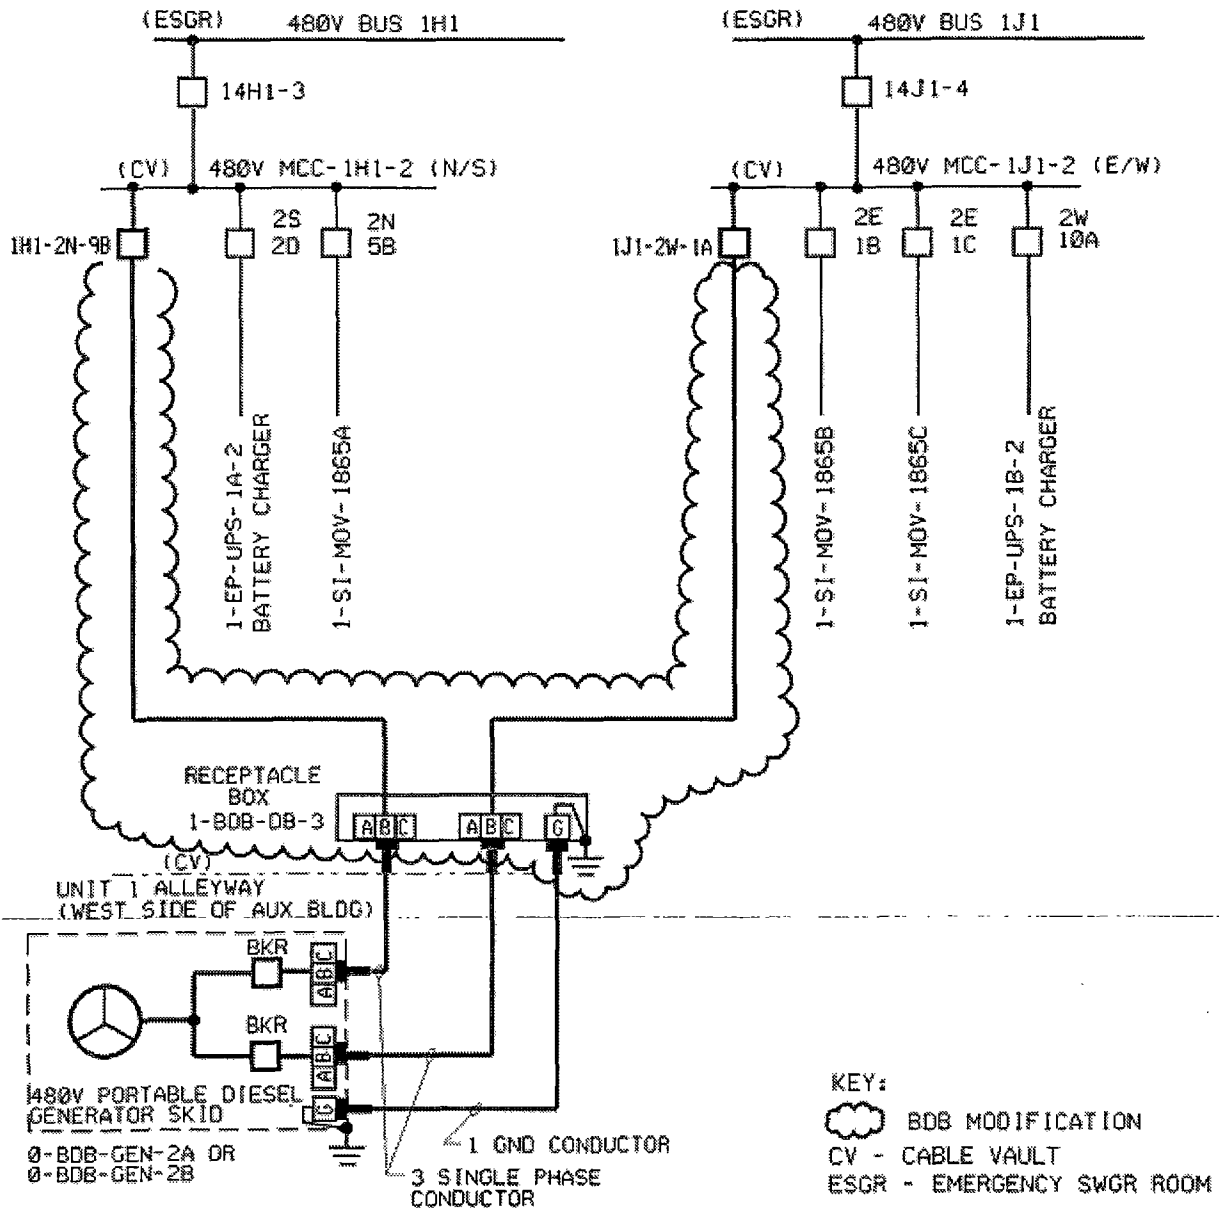 (ESGR)
480V BUS 1H1
(ESGR)
480V BUS 1J1
14H1-3
14J1-4
(CV)
480V MCC-1H1-2 (N/S)
(CV)
480V MCC-1J1-2 (E/W)
1H1-2N-9B
2S
2D
2N
5B
1J1-2W-1A
2E
1B
2E
1C
2W
10A
1-EP-UPS-1A-2
BATTERY CHARGER
1-SI-MOV-1865A
1-SI-MOV-1865B
1-SI-MOV-1865C
1-EP-UPS-1B-2
BATTERY CHARGER
RECEPTACLE
BOX
1-BDB-DB-3
A B C
A B C
G
(CV)
UNIT 1 ALLEYWAY
(WEST SIDE OF AUX BLDG)
BKR
A B C
BKR
A B C
480V PORTABLE DIESEL
GENERATOR SKID
G
0-BDB-GEN-2A OR
0-BDB-GEN-2B
1 GND CONDUCTOR
3 SINGLE PHASE
CONDUCTOR
KEY:
BDB MODIFICATION
CV - CABLE VAULT
ESGR - EMERGENCY SWGR ROOM